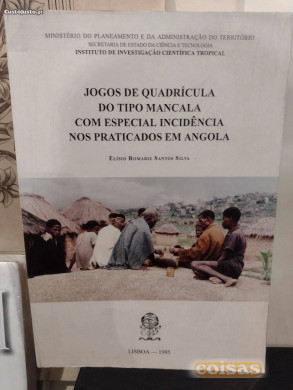 CustoJusto.pt
MINISTÉRIO DO PLANEAMENTO E DA ADMINISTRAÇÃO DO TERRITÓRIO
SECRETARIA DE ESTADO DA CIÊNCIA E TECNOLOGIA
INSTITUTO DE INVESTIGAÇÃO CIENTÍFICA TROPICAL
JOGOS DE QUADRÍCULA
DO TIPO MANCALA
COM ESPECIAL INCIDÊNCIA
NOS PRATICADOS EM ANGOLA
ELÍSIO ROMARIZ SANTOS SILVA
LISBOA — 1995
coisas